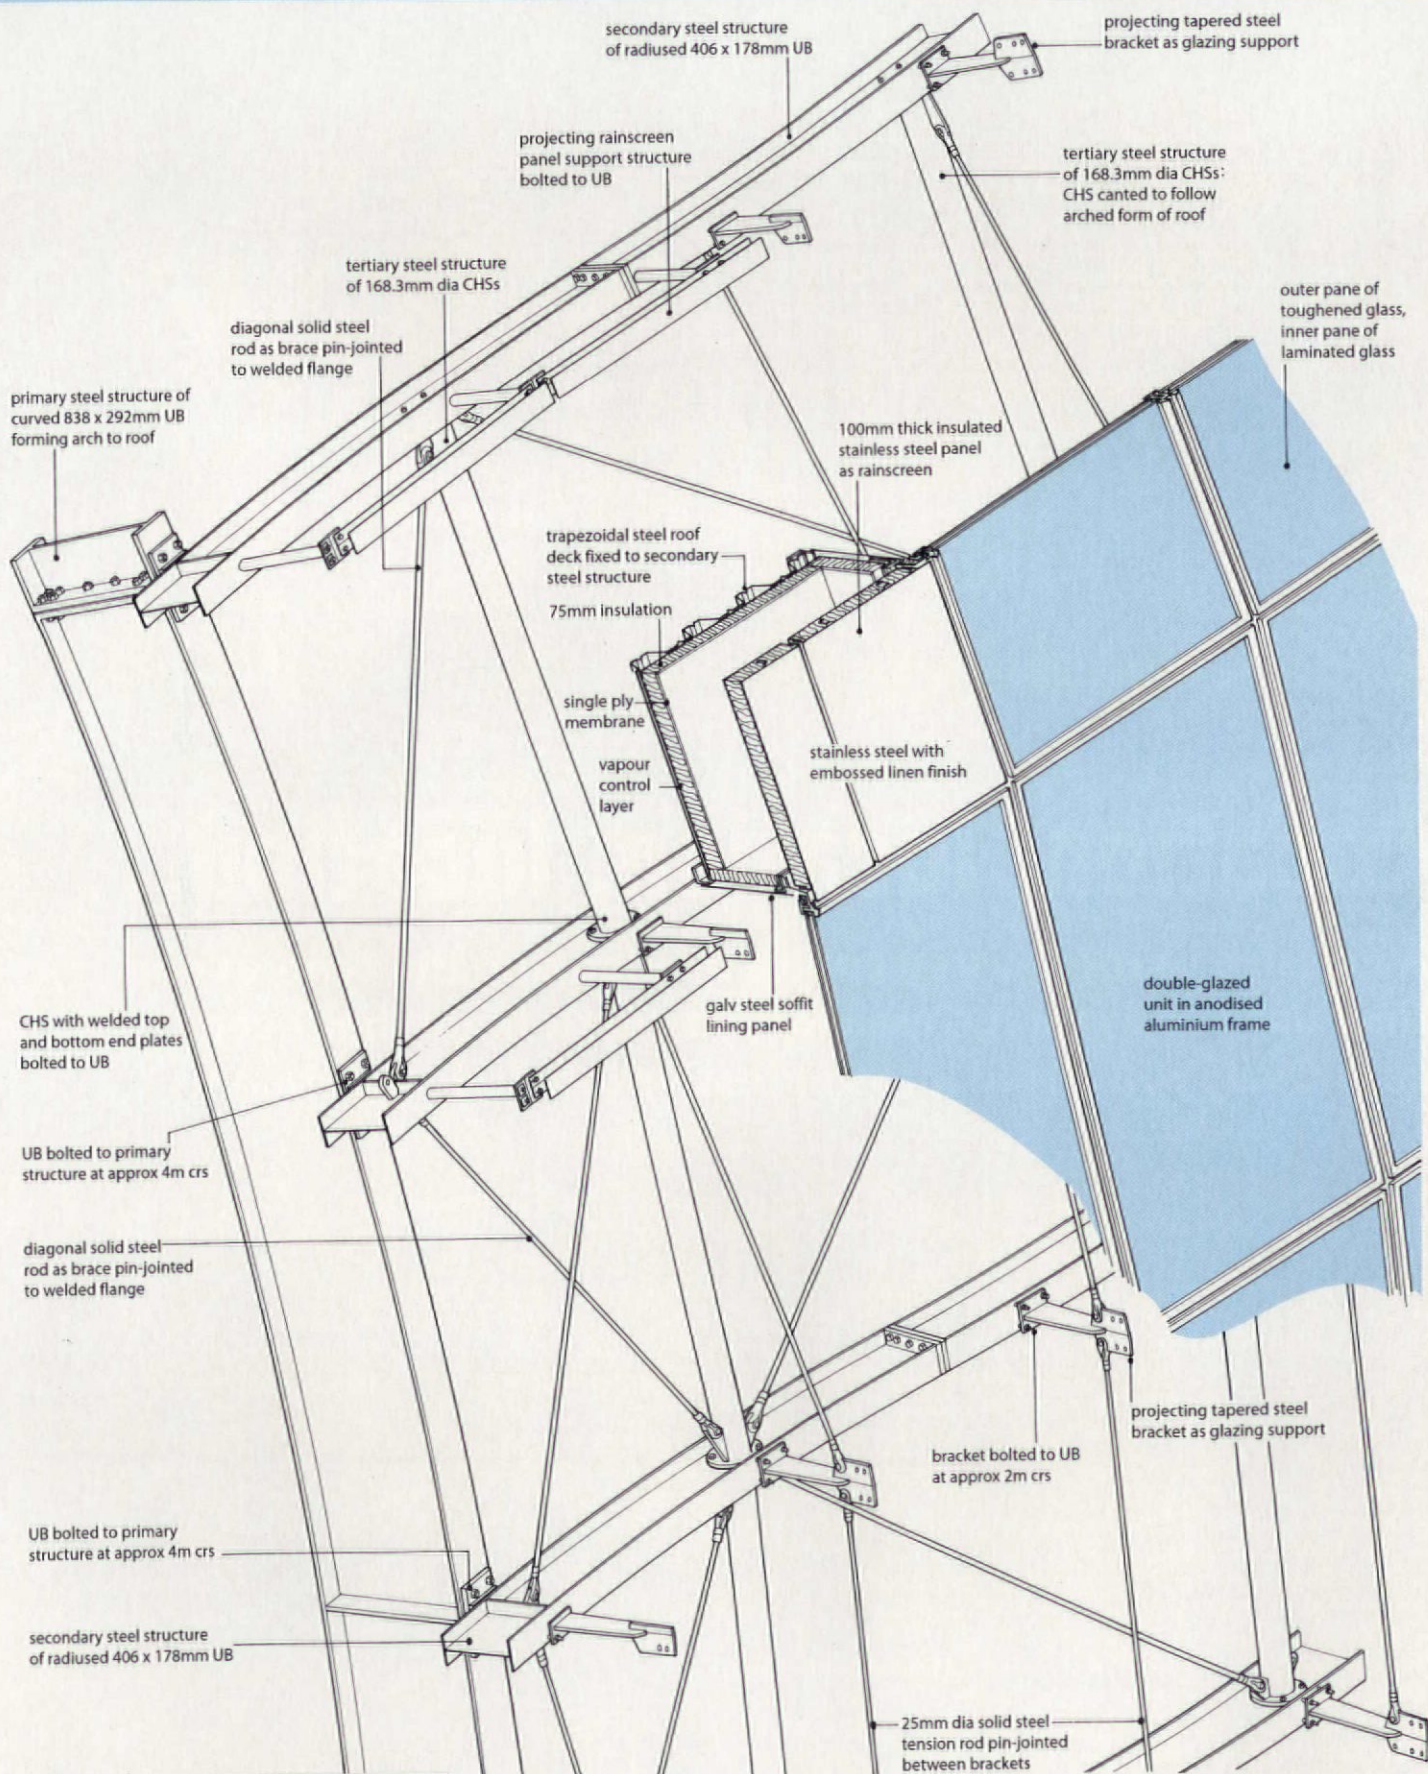 secondary steel structure
of radiused 406 x 178mm UB
projecting tapered steel
bracket as glazing support
projecting rainscreen
panel support structure
bolted to UB
tertiary steel structure
of 168.3mm dia CHSs:
CHS canted to follow
arched form of roof
tertiary steel structure
of 168.3mm dia CHSs
outer pane of
toughened glass,
inner pane of
laminated glass
diagonal solid steel
rod as brace pin-jointed
to welded flange
primary steel structure of
curved 838 x 292mm UB
forming arch to roof
100mm thick insulated
stainless steel panel
as rainscreen
trapezoidal steel roof
deck fixed to secondary
steel structure
75mm insulation
single ply
membrane
stainless steel with
embossed linen finish
vapour
control
layer
galv steel soffit
lining panel
double-glazed
unit in anodised
aluminium frame
CHS with welded top
and bottom end plates
bolted to UB
UB bolted to primary
structure at approx 4m crs
diagonal solid steel
rod as brace pin-jointed
to welded flange
projecting tapered steel
bracket as glazing support
bracket bolted to UB
at approx 2m crs
UB bolted to primary
structure at approx 4m crs
secondary steel structure
of radiused 406 x 178mm UB
25mm dia solid steel
tension rod pin-jointed
between brackets